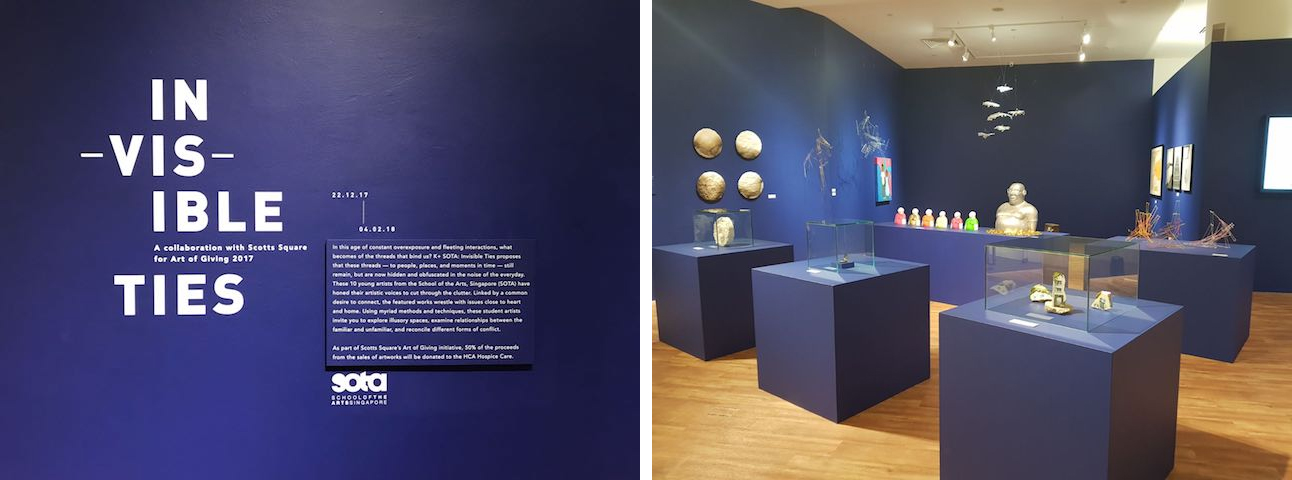 IN
–VIS–
IBLE
A collaboration with Scotts Square
for Art of Giving 2017
TIES
22.12.17
04.02.18
In this age of constant overexposure and fleeting interactions, what
becomes of the threads that bind us? K+ SOTA: Invisible Ties proposes
that these threads — to people, places, and moments in time — still
remain, but are now hidden and obfuscated in the noise of the everyday.
These 10 young artists from the School of the Arts, Singapore (SOTA) have
honed their artistic voices to cut through the clutter. Linked by a common
desire to connect, the featured works wrestle with issues close to heart
and home. Using myriad methods and techniques, these student artists
invite you to explore illusory spaces, examine relationships between the
familiar and unfamiliar, and reconcile different forms of conflict.
As part of Scotts Square's Art of Giving initiative, 50% of the proceeds
from the sales of artworks will be donated to the HCA Hospice Care.
sota
SCHOOLOFTHE
ARTSSINGAPORE